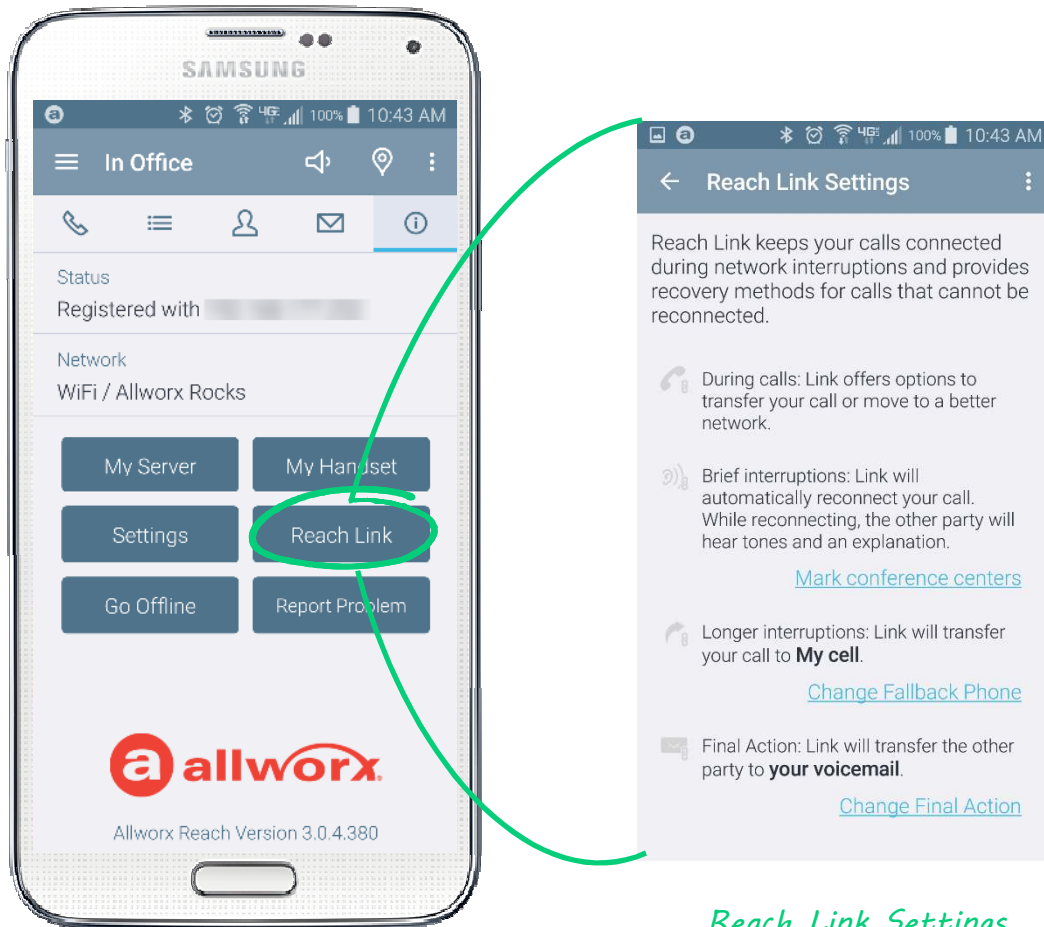 SAMSUNG
a 4GE 100% 10:43 AM
In Office
Status
Registered with
Network
WiFi / Allworx Rocks
My Server My Handset
Settings Reach Link
Go Offline Report Problem
a allworx.
Allworx Reach Version 3.0.4.380
a 4GE 100% 10:43 AM
Reach Link Settings
Reach Link keeps your calls connected
during network interruptions and provides
recovery methods for calls that cannot be
reconnected.
During calls: Link offers options to
transfer your call or move to a better
network.
Brief interruptions: Link will
automatically reconnect your call.
While reconnecting, the other party will
hear tones and an explanation.
Mark conference centers
Longer interruptions: Link will transfer
your call to My cell.
Change Fallback Phone
Final Action: Link will transfer the other
party to your voicemail.
Change Final Action
Reach Link Settings